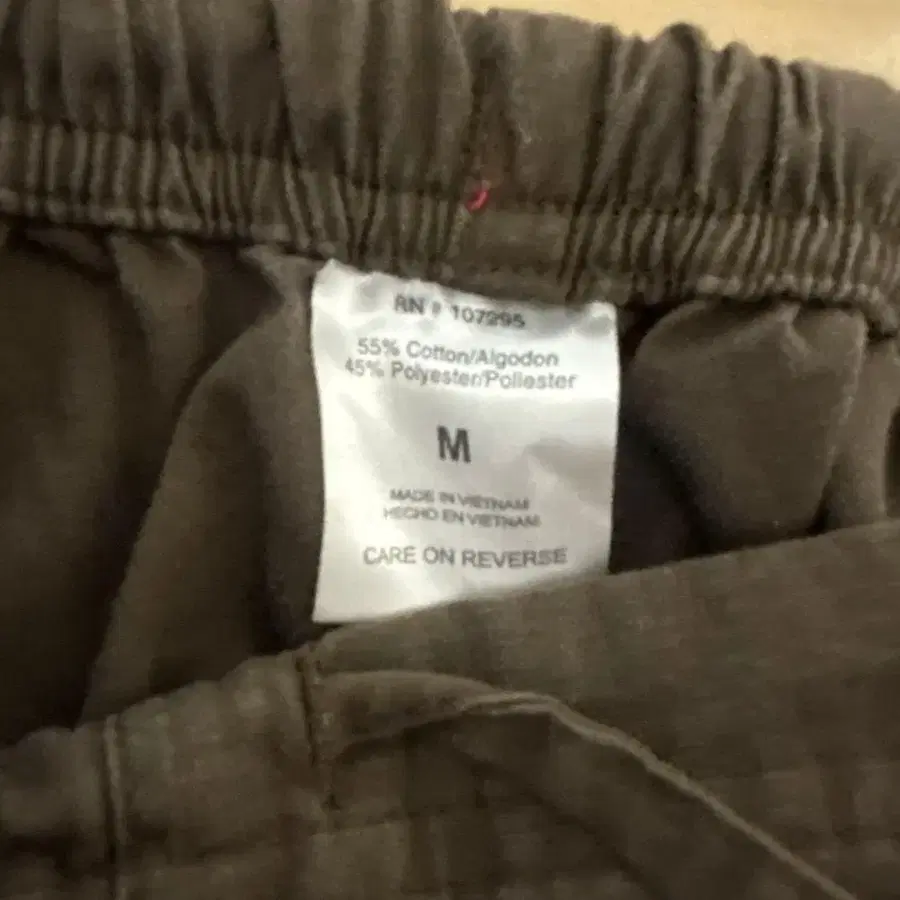 RN # 107295
55% Cotton/Algodon
45% Polyester/Poliester
M
MADE IN VIETNAM
HECHO EN VIETNAM
CARE ON REVERSE